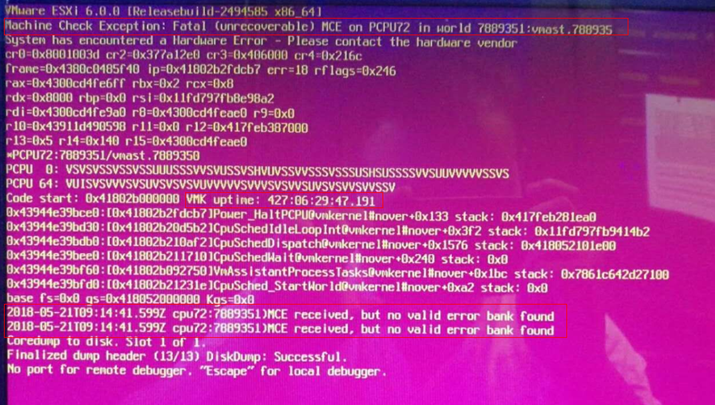 VMware ESXi 6.0.0 [Releasebuild-2494585 x86_64]
Machine Check Exception: Fatal (unrecoverable) MCE on PCPU72 in world 7889351:vmast.788935
System has encountered a Hardware Error - Please contact the hardware vendor
cr0=0x8001003d cr2=0x377a12e0 cr3=0x406000 cr4=0x216c
frame=0x4300c0485f40 ip=0x41802b2fdcb7 err=18 rflags=0x246
rax=0x4300cd4fe6ff rbx=0x2 rcx=0x8
rdx=0x8000 rbp=0x0 rsi=0x11fd797fb8e98a2
rdi=0x4300cd4fe9a0 r8=0x4300cd4fcae0 r9=0x0
r10=0x43911d490598 r11=0x0 r12=0x417feb387000
r13=0x5 r14=0x140 r15=0x4300cd4feae0
*PCPU72:7889351/vmast.7889350
PCPU 0: VSVSVSSVSSVSSUUUSSSVVSVUSSVSHVUVSSVVSSSVSSSUSHSUSSSSVVSUUVVVVVSSVS
PCPU 64: VUISVSVVVSVSUVSVSVSVUVVVVVSVVVSVSVVSVVSUVSVSVVSVVSSV
Code start: 0x41802b000000 VMK uptime: 427:06:29:47.191
0x43944e39bce0:[0x41802b2fdcb7]Power_HaltPCPU@vmkernel#nover+0x133 stack: 0x417feb281ea0
0x43944e39bd30:[0x41802b20d5b2]CpuSchedIdleLoopInt@vmkernel#nover+0x3f2 stack: 0x11fd797fb9414b2
0x43944e39bdb0:[0x41802b210af2]CpuSchedDispatch@vmkernel#nover+0x1576 stack: 0x418052101e00
0x43944e39bee0:[0x41802b211710]CpuSchedWait@vmkernel#nover+0x240 stack: 0x0
0x43944e39bf60:[0x41802b092750]VmAssistantProcessTasks@vmkernel#nover+0x1bc stack: 0x7861c642d27100
0x43944e39bfd0:[0x41802b21231e]CpuSched_StartWorld@vmkernel#nover+0xa2 stack: 0x0
base fs=0x0 gs=0x418052000000 Kgs=0x0
2018-05-21T09:14:41.599Z cpu72:7889351)MCE received, but no valid error bank found
2018-05-21T09:14:41.599Z cpu72:7889351)MCE received, but no valid error bank found
Coredump to disk. Slot 1 of 1.
Finalized dump header (13/13) DiskDump: Successful.
No port for remote debugger. "Escape" for local debugger.